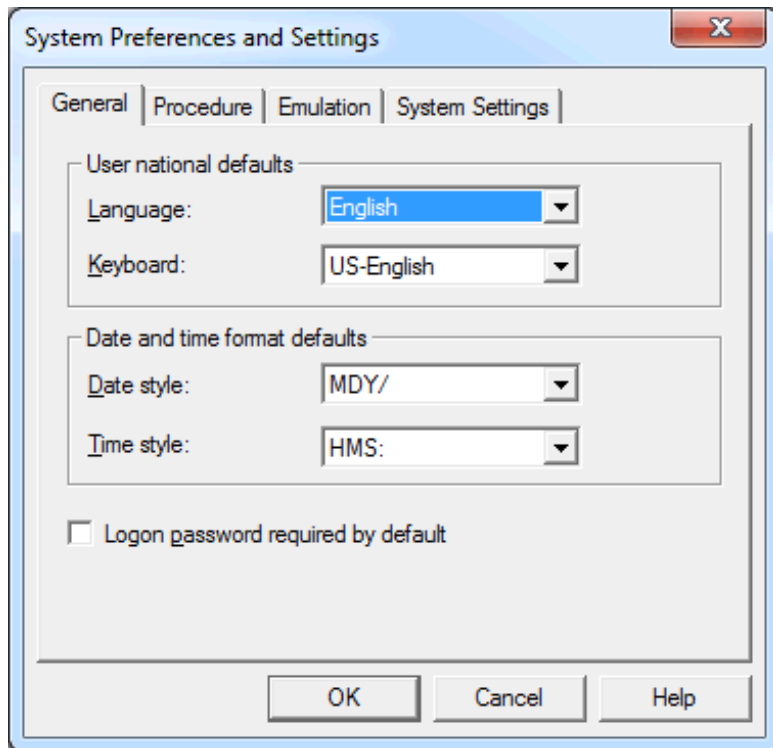 System Preferences and Settings
General Procedure Emulation System Settings
User national defaults
Language: English
Keyboard: US-English
Date and time format defaults
Date style: MDY/
Time style: HMS:
Logon password required by default
OK Cancel Help